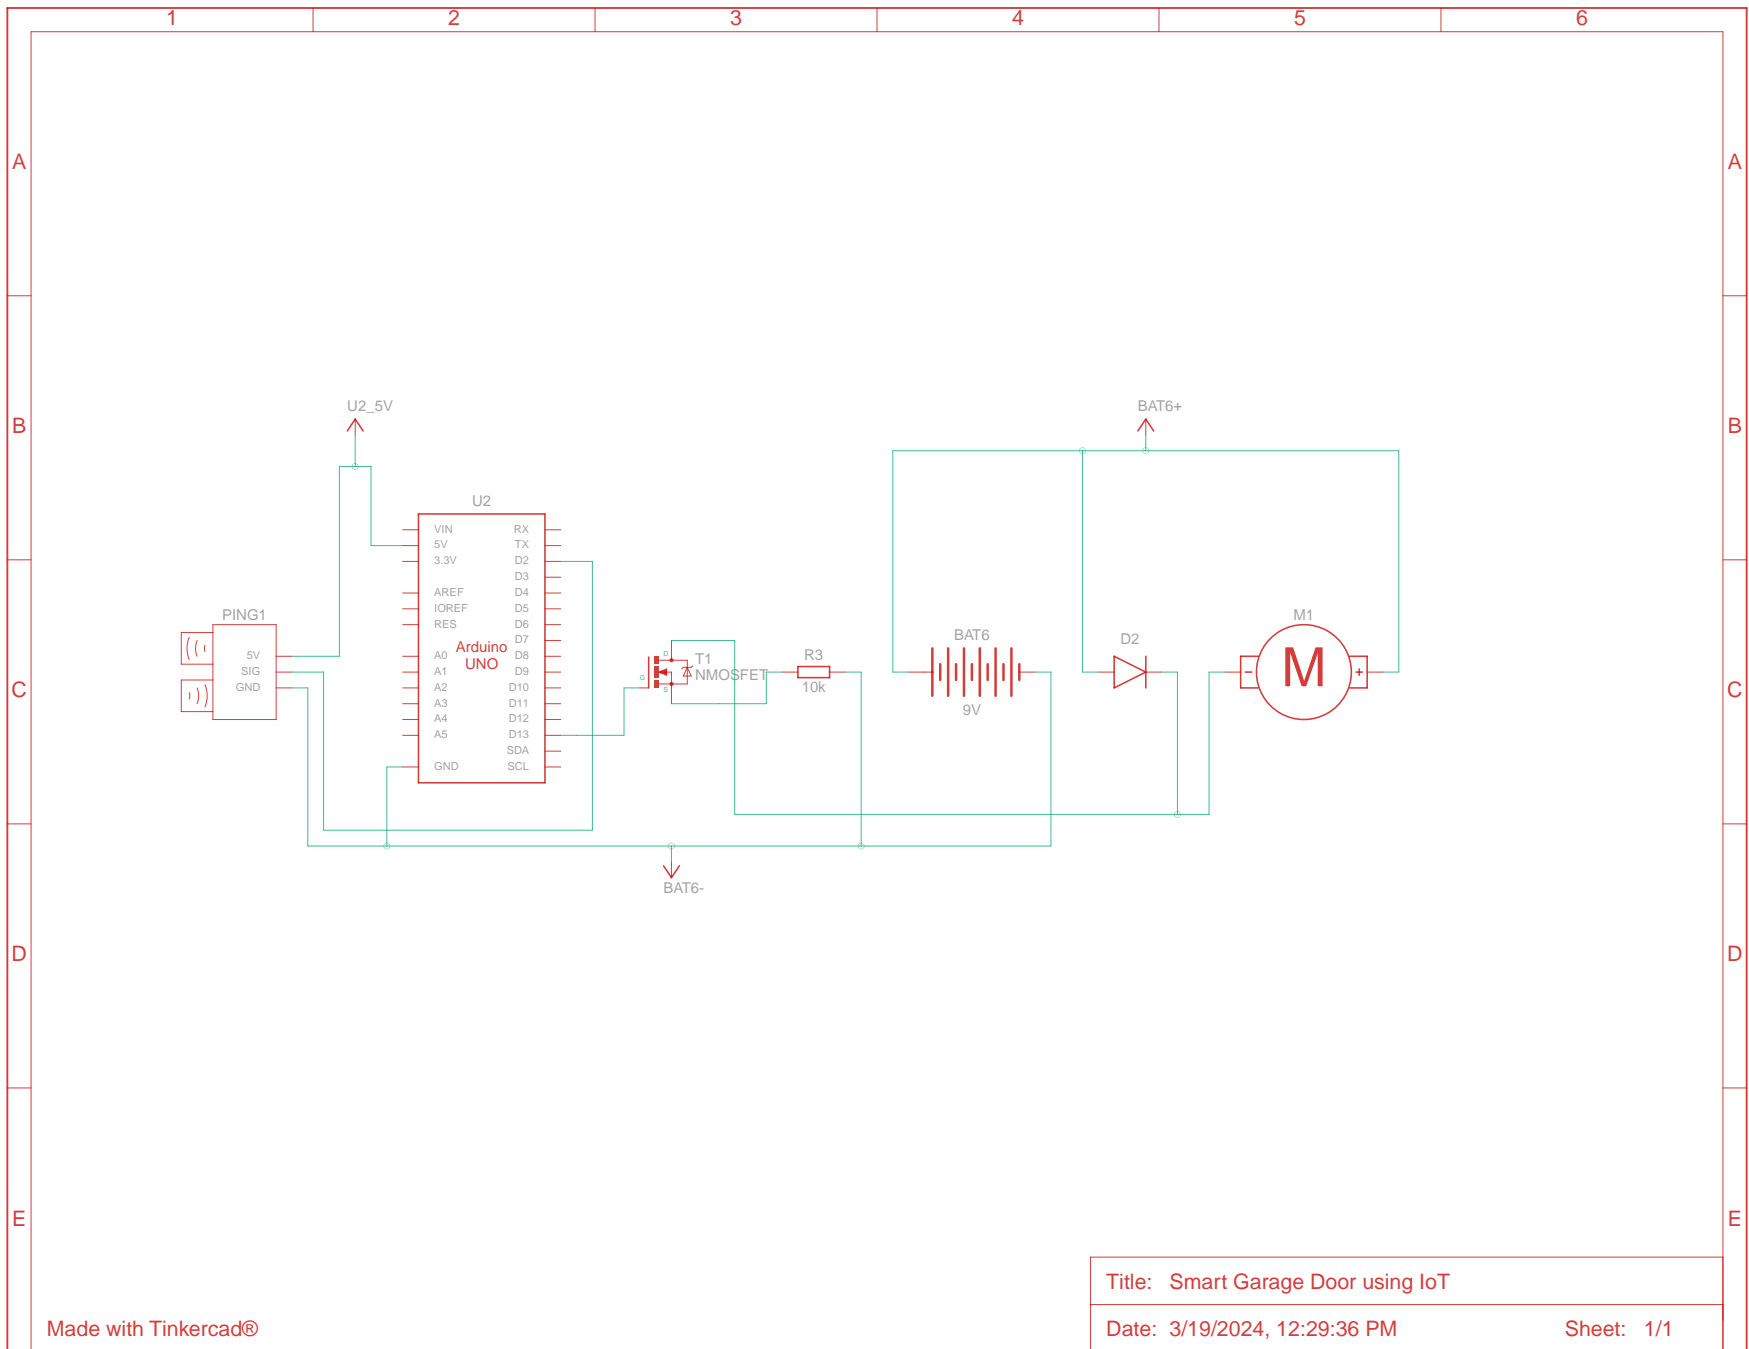 1 2 3 4 5 6
A A
U2_5V BAT6+
B B
U2
VIN RX
5V TX
3.3V D2
D3
AREF D4
IOREF D5
RES D6
D7
Arduino
UNO
A0 D8
A1 D9
A2 D10
A3 D11
A4 D12
A5 D13
SDA
GND SCL
PING1
5V
SIG
GND
D
G
S
T1
NMOSFET
R3
10k
BAT6
9V
D2
M1
- M +
C C
BAT6-
D D
E E
Title: Smart Garage Door using IoT
Made with Tinkercad®
Date: 3/19/2024, 12:29:36 PM Sheet: 1/1